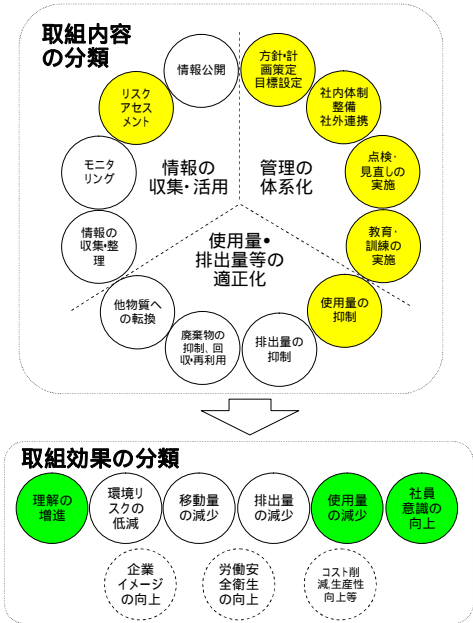 取組内容
の分類
情報公開
方針・計
画策定
目標設定
社内体制
整備
社外連携
点検・
見直しの
実施
教育・
訓練の
実施
使用量の
抑制
排出量の
抑制
廃棄物の
抑制、回
収・再利用
他物質へ
の転換
情報の
収集・整
理
モニタ
リング
リスク
アセス
メント
情報の
収集・活用
管理の
体系化
使用量・
排出量等の
適正化
取組効果の分類
理解の
増進
環境リ
スクの
低減
移動量
の減少
排出量
の減少
使用量
の減少
社員
意識の
向上
企業
イメージ
の向上
労働安
全衛生
の向上
コスト削
減、生産性
向上等